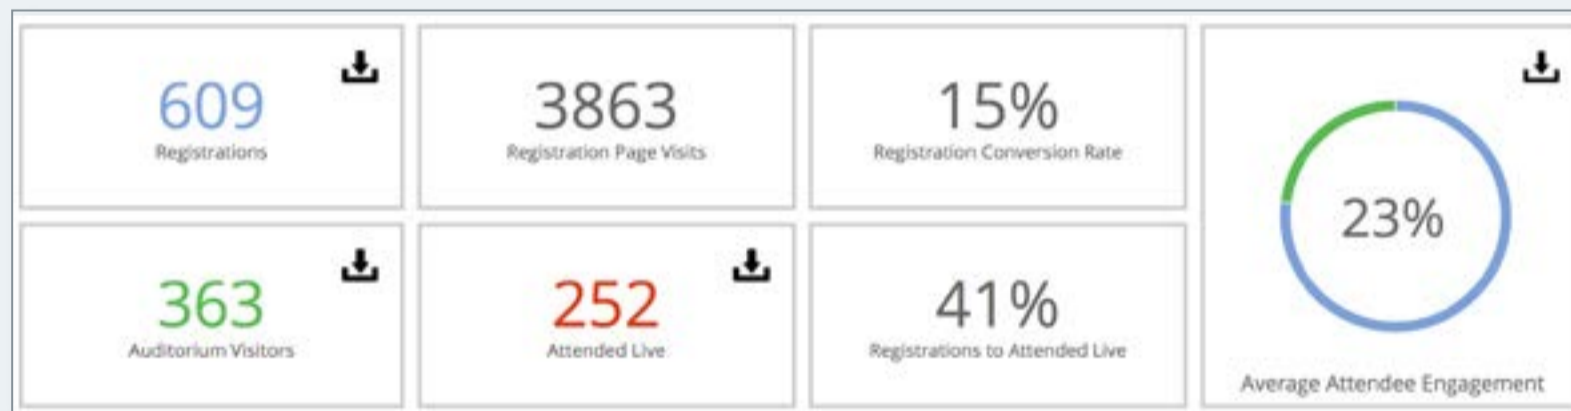 609
Registrations
3863
Registration Page Visits
15%
Registration Conversion Rate
363
Auditorium Visitors
252
Attended Live
41%
Registrations to Attended Live
23%
Average Attendee Engagement